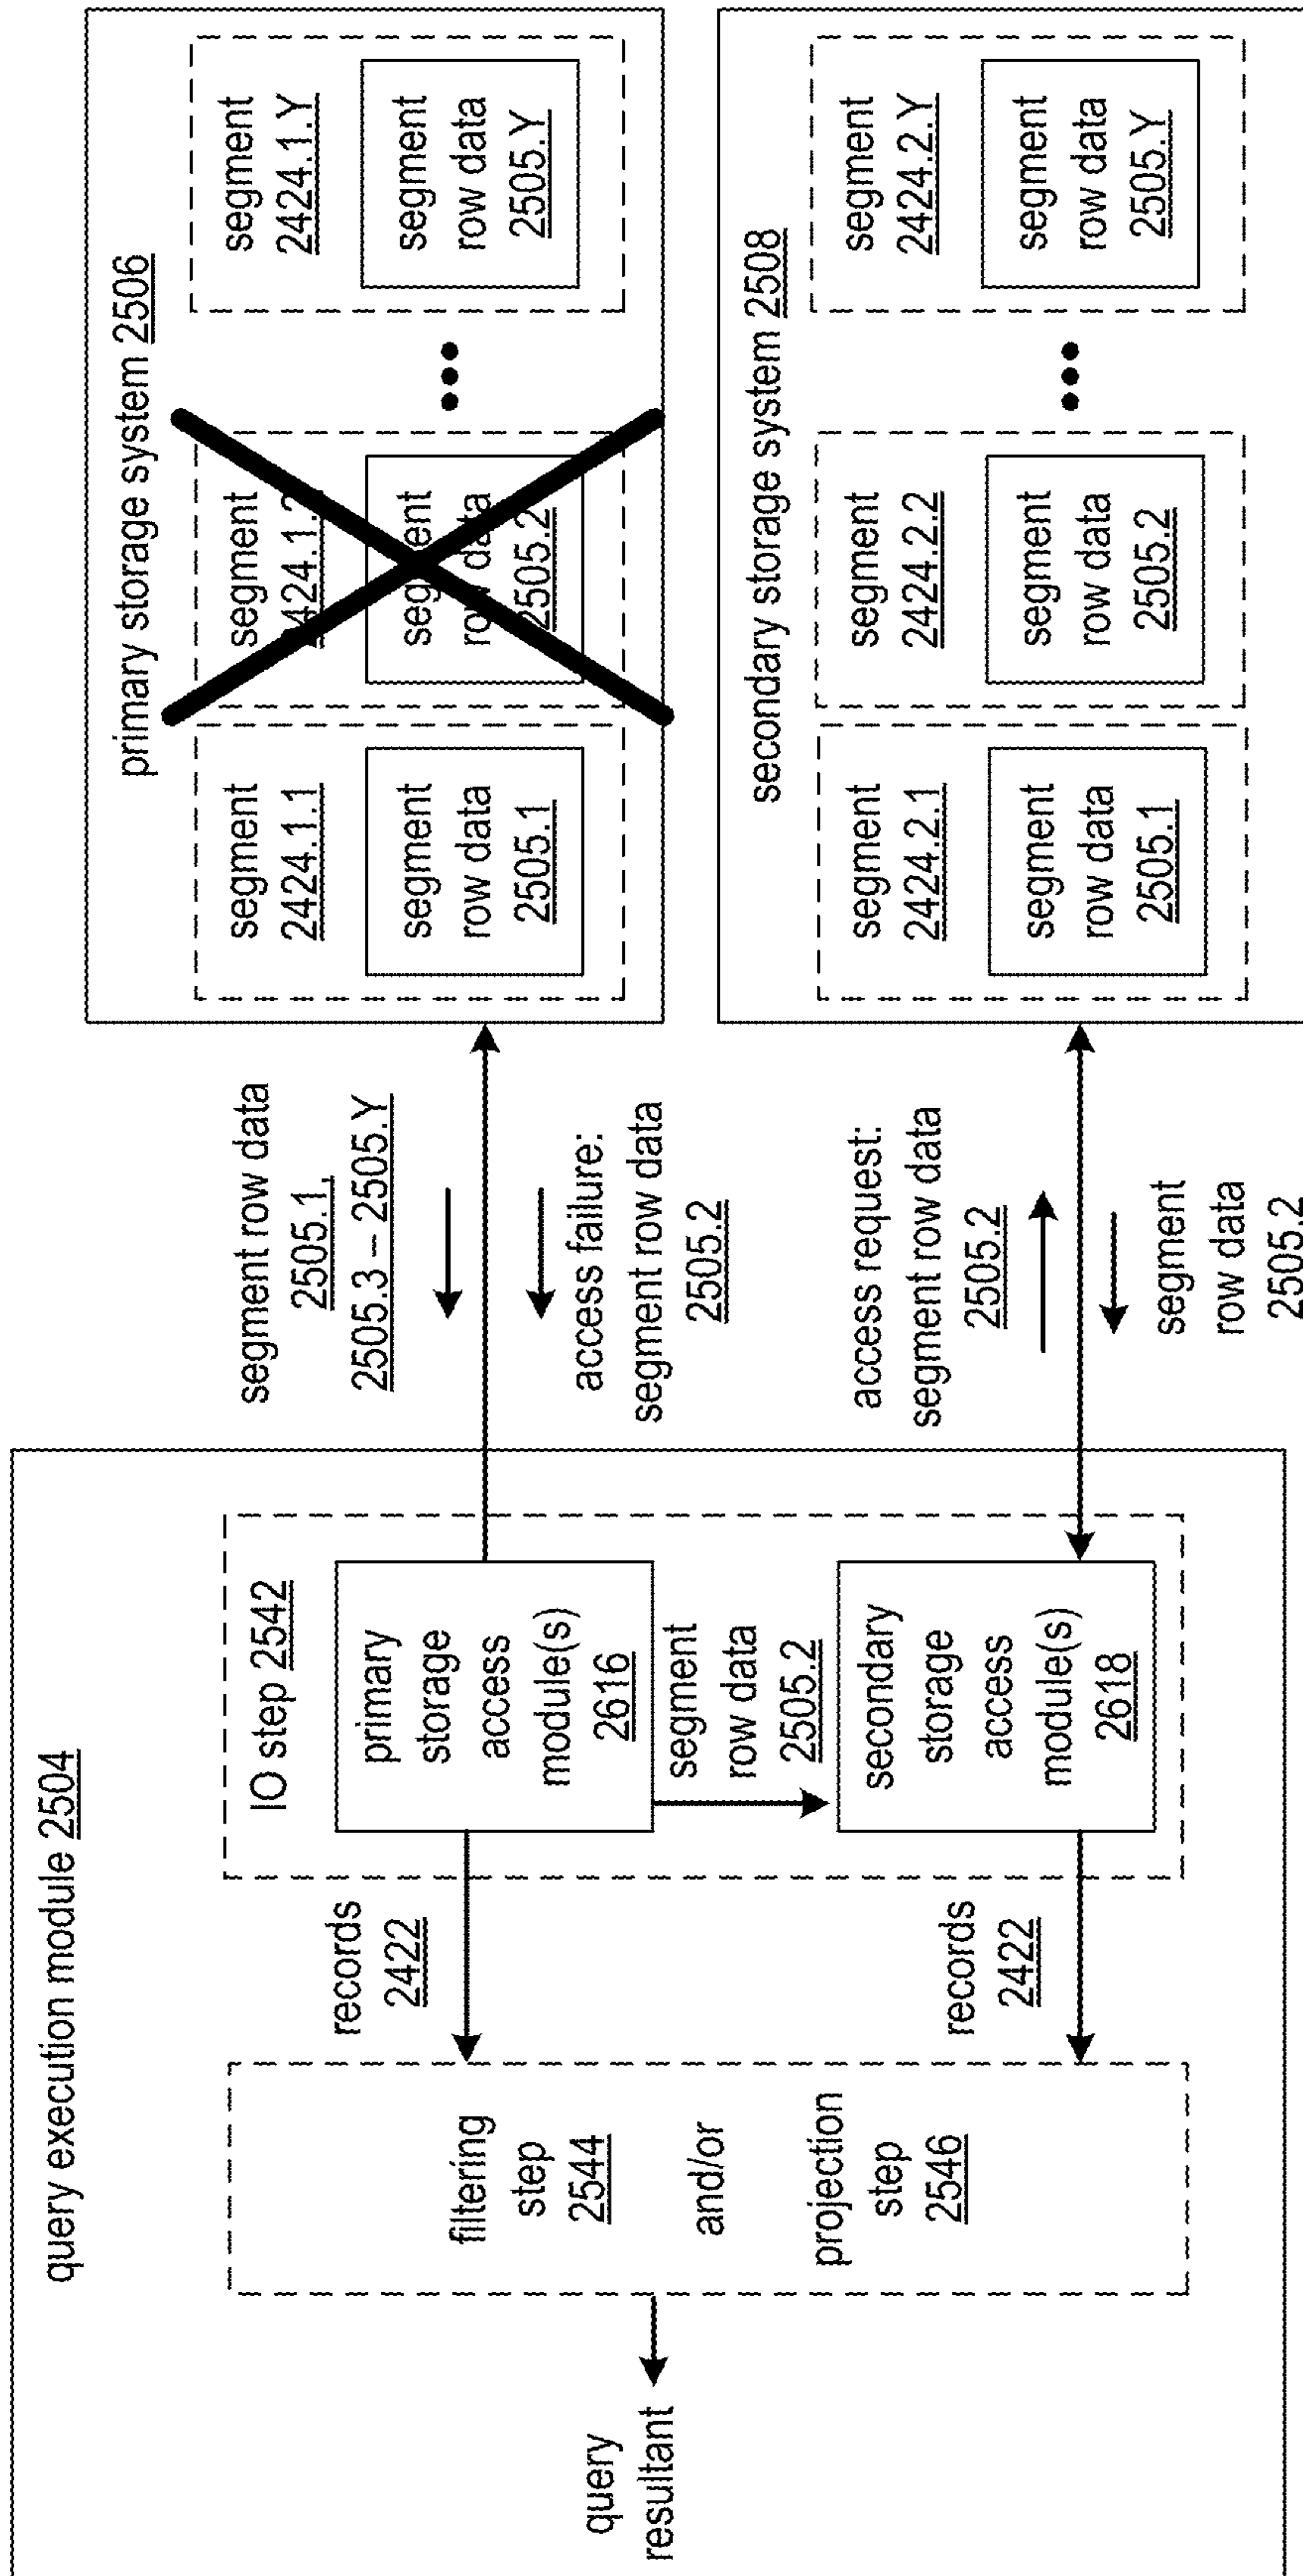 query execution module 2504
query
resultant
filtering
step
2544
and/or
projection
step
2546
records
2422
records
2422
IO step 2542
primary
storage
access
module(s)
2616
segment
row data
2505.2
secondary
storage
access
module(s)
2618
segment row data
2505.1,
2505.3 – 2505.Y
access failure:
segment row data
2505.2
access request:
segment row data
2505.2
segment
row data
2505.2
primary storage system 2506
segment
2424.1.1
segment
row data
2505.1
segment
2424.1.2
segment
row data
2505.2
segment
2424.1.Y
segment
row data
2505.Y
secondary storage system 2508
segment
2424.2.1
segment
row data
2505.1
segment
2424.2.2
segment
row data
2505.2
segment
2424.2.Y
segment
row data
2505.Y